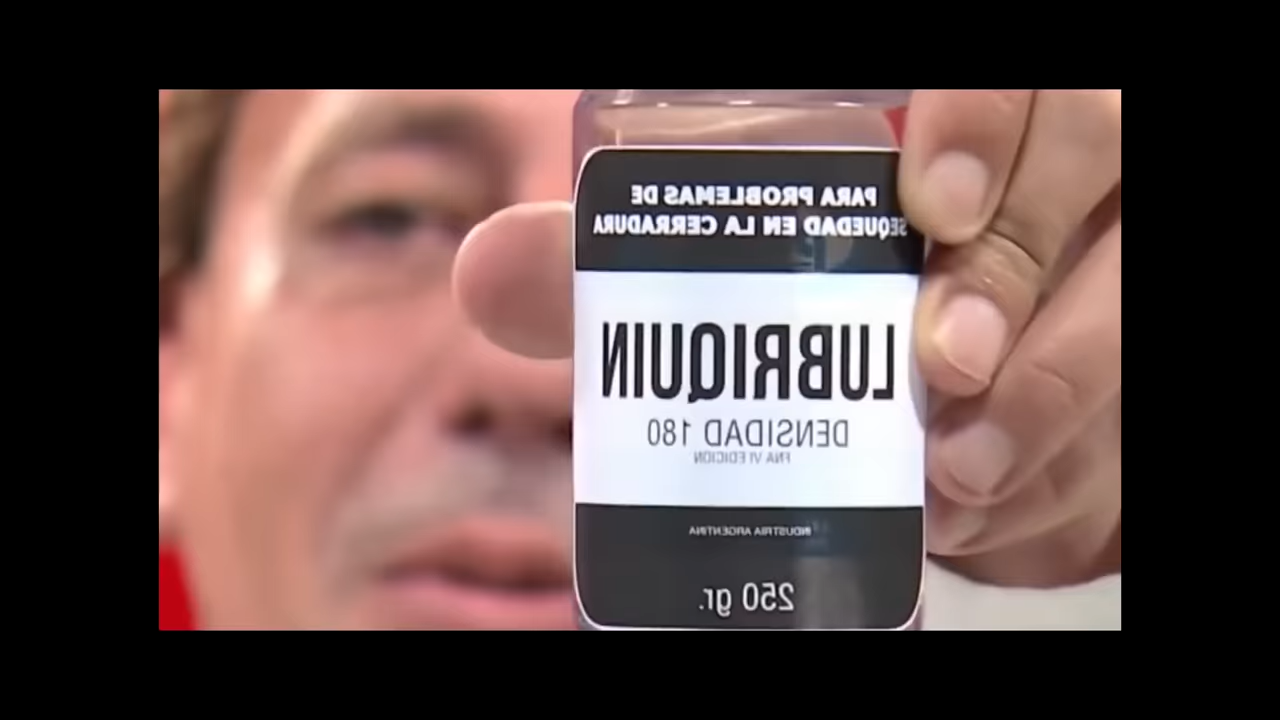 PARA PROBLEMAS DE
SEQUEDAD EN LA CERRADURA
LUBRIQUIN
DENSIDAD 180
FNA VI EDICION
INDUSTRIA ARGENTINA
250 gr.